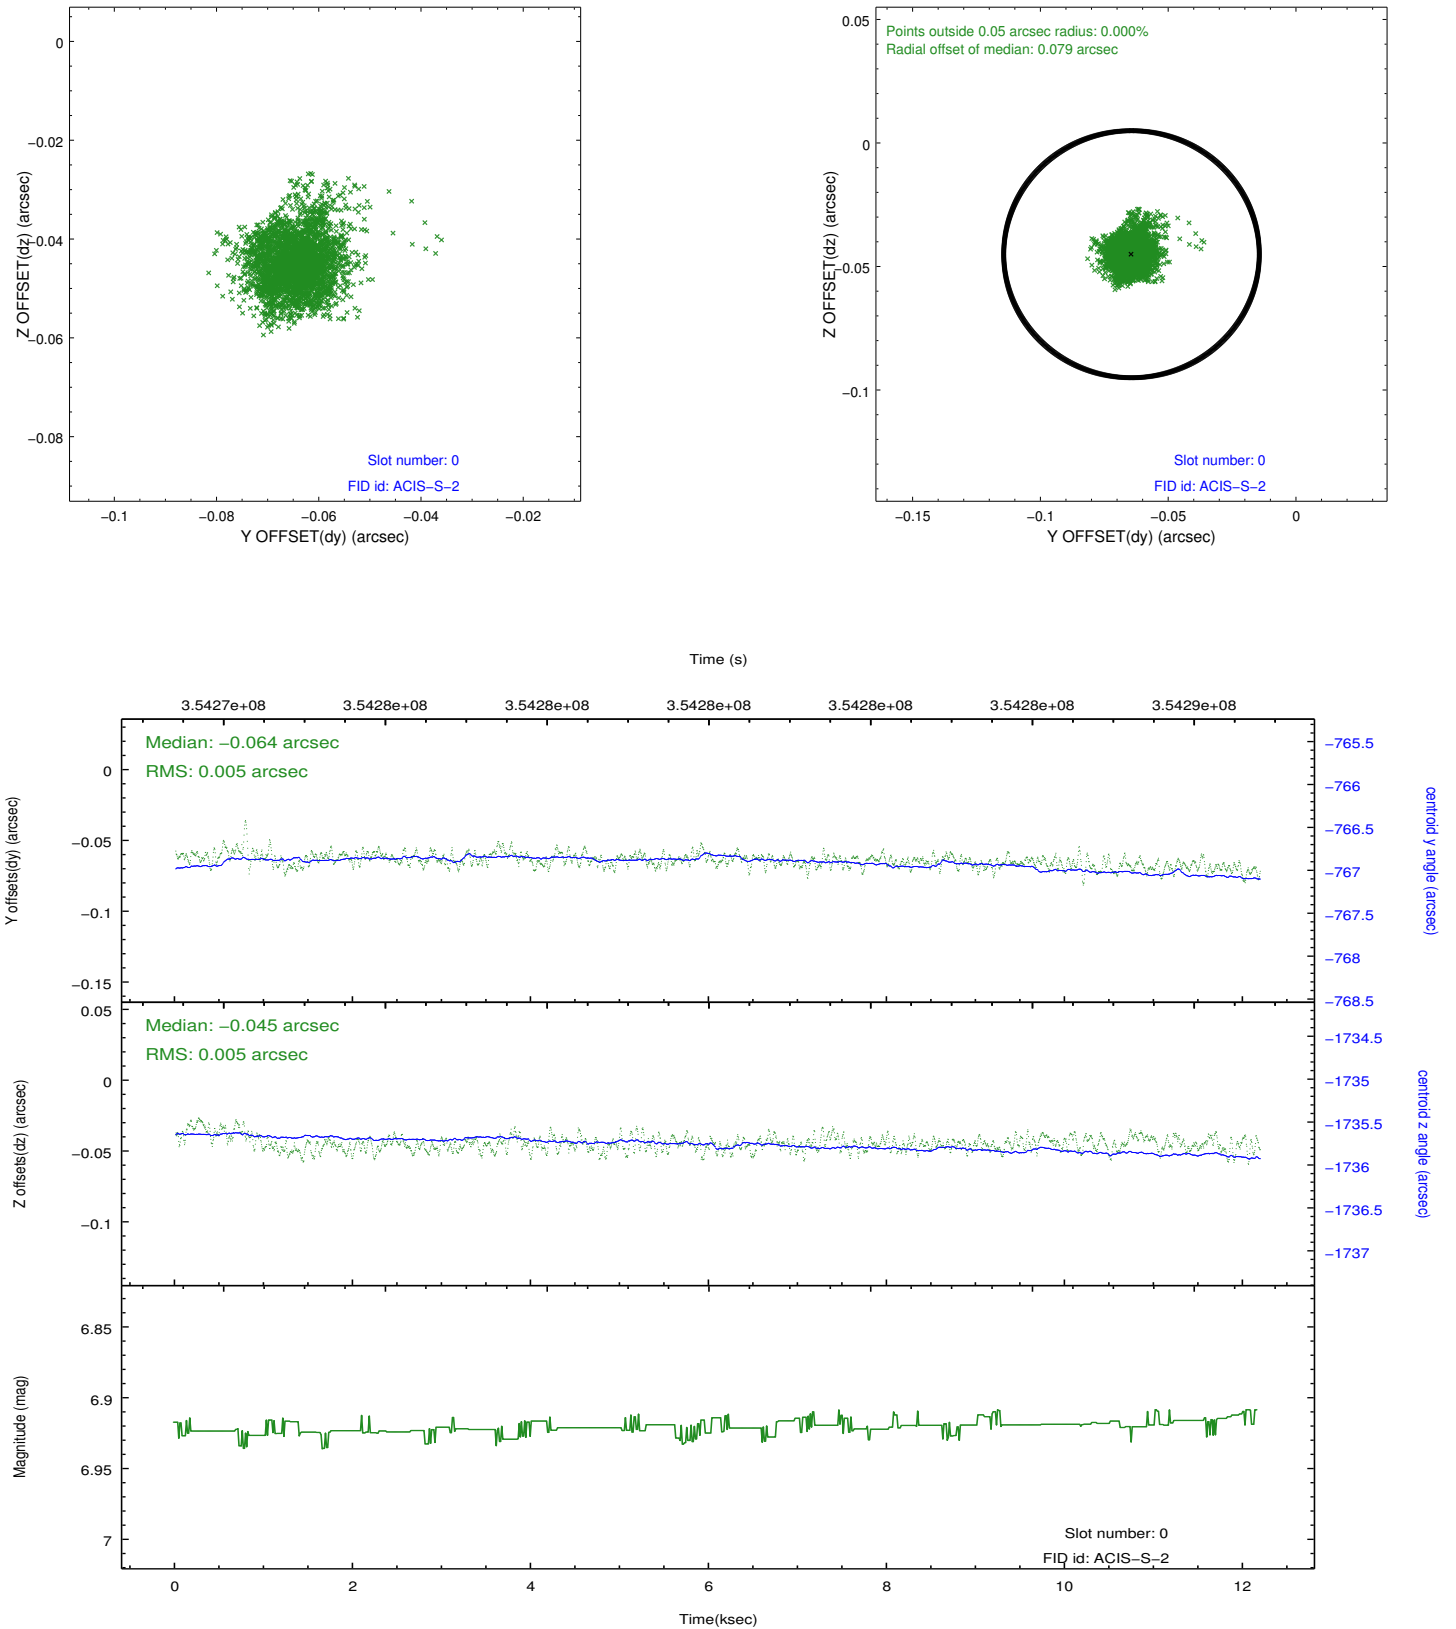 0
−0.02
−0.04
−0.06
−0.08
Z OFFSET(dz) (arcsec)
Slot number: 0
FID id: ACIS−S−2
−0.1
−0.08
−0.06
−0.04
−0.02
Y OFFSET(dy) (arcsec)
Points outside 0.05 arcsec radius: 0.000%
Radial offset of median: 0.079 arcsec
0.05
0
−0.05
−0.1
Z OFFSET(dz) (arcsec)
Slot number: 0
FID id: ACIS−S−2
−0.15
−0.1
−0.05
0
Y OFFSET(dy) (arcsec)
Time (s)
3.5427e+08
3.5428e+08
3.5428e+08
3.5428e+08
3.5428e+08
3.5428e+08
3.5429e+08
Median: −0.064 arcsec
RMS: 0.005 arcsec
0
−0.05
−0.1
−0.15
Y offsets(dy) (arcsec)
−765.5
−766
−766.5
−767
−767.5
−768
−768.5
centroid y angle (arcsec)
Median: −0.045 arcsec
RMS: 0.005 arcsec
0.05
0
−0.05
−0.1
Z offsets(dz) (arcsec)
−1734.5
−1735
−1735.5
−1736
−1736.5
−1737
centroid z angle (arcsec)
6.85
6.9
6.95
7
Magnitude (mag)
Slot number: 0
FID id: ACIS−S−2
0
2
4
6
8
10
12
Time(ksec)